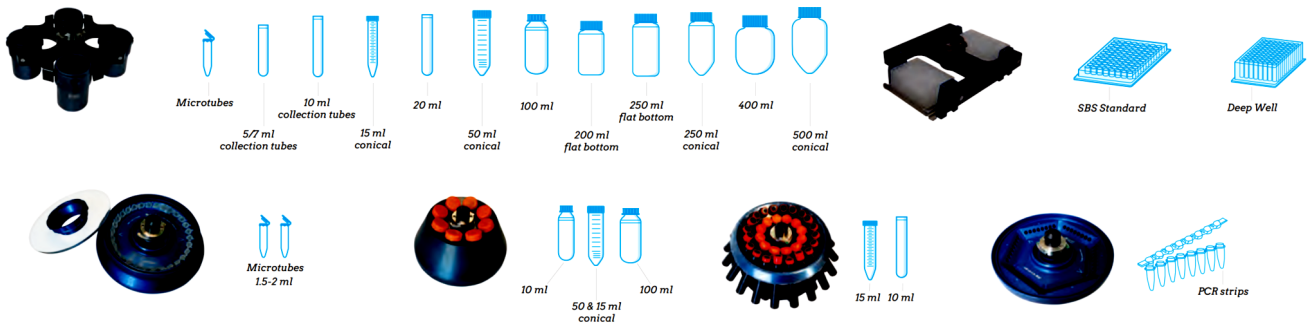 Microtubes
5/7 ml
collection tubes
10 ml
collection tubes
15 ml
conical
20 ml
50 ml
conical
100 ml
200 ml
flat bottom
250 ml
flat bottom
250 ml
conical
400 ml
500 ml
conical
SBS Standard
Deep Well
Microtubes
1.5-2 ml
10 ml
50 & 15 ml
conical
100 ml
15 ml
10 ml
PCR strips